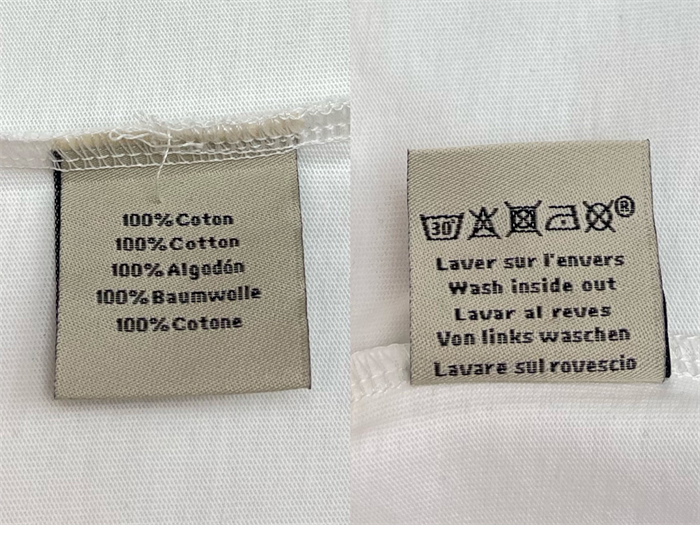 100% Coton
100% Cotton
100% Algodón
100% Baumwolle
100% Cotone
30° ®
Laver sur l'envers
Wash inside out
Lavar al reves
Von links waschen
Lavare sul rovescio